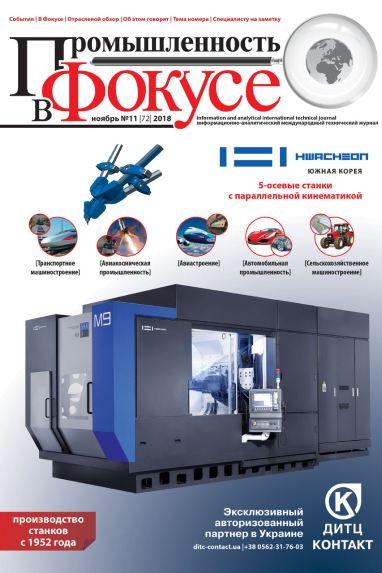 События | В Фокусе | Отраслевой обзор | Об этом говорят | Тема номера | Специалисту на заметку
Промышленность
в Фокусе
ноябрь №11 |72| 2018
information and analytical international technical journal
информационно-аналитический международный технический журнал
HWACHEON
ЮЖНАЯ КОРЕЯ
5-осевые станки
с параллельной кинематикой
[Транспортное
машиностроение]
[Авиакосмическая
промышленность]
[Авиастроение]
[Автомобильная
промышленность]
[Сельскохозяйственное
машиностроение]
M9
производство
станков
с 1952 года
Эксклюзивный
авторизованный
партнер в Украине
ditc-contact.ua | +38 0562-31-76-03
ДИТЦ
КОНТАКТ